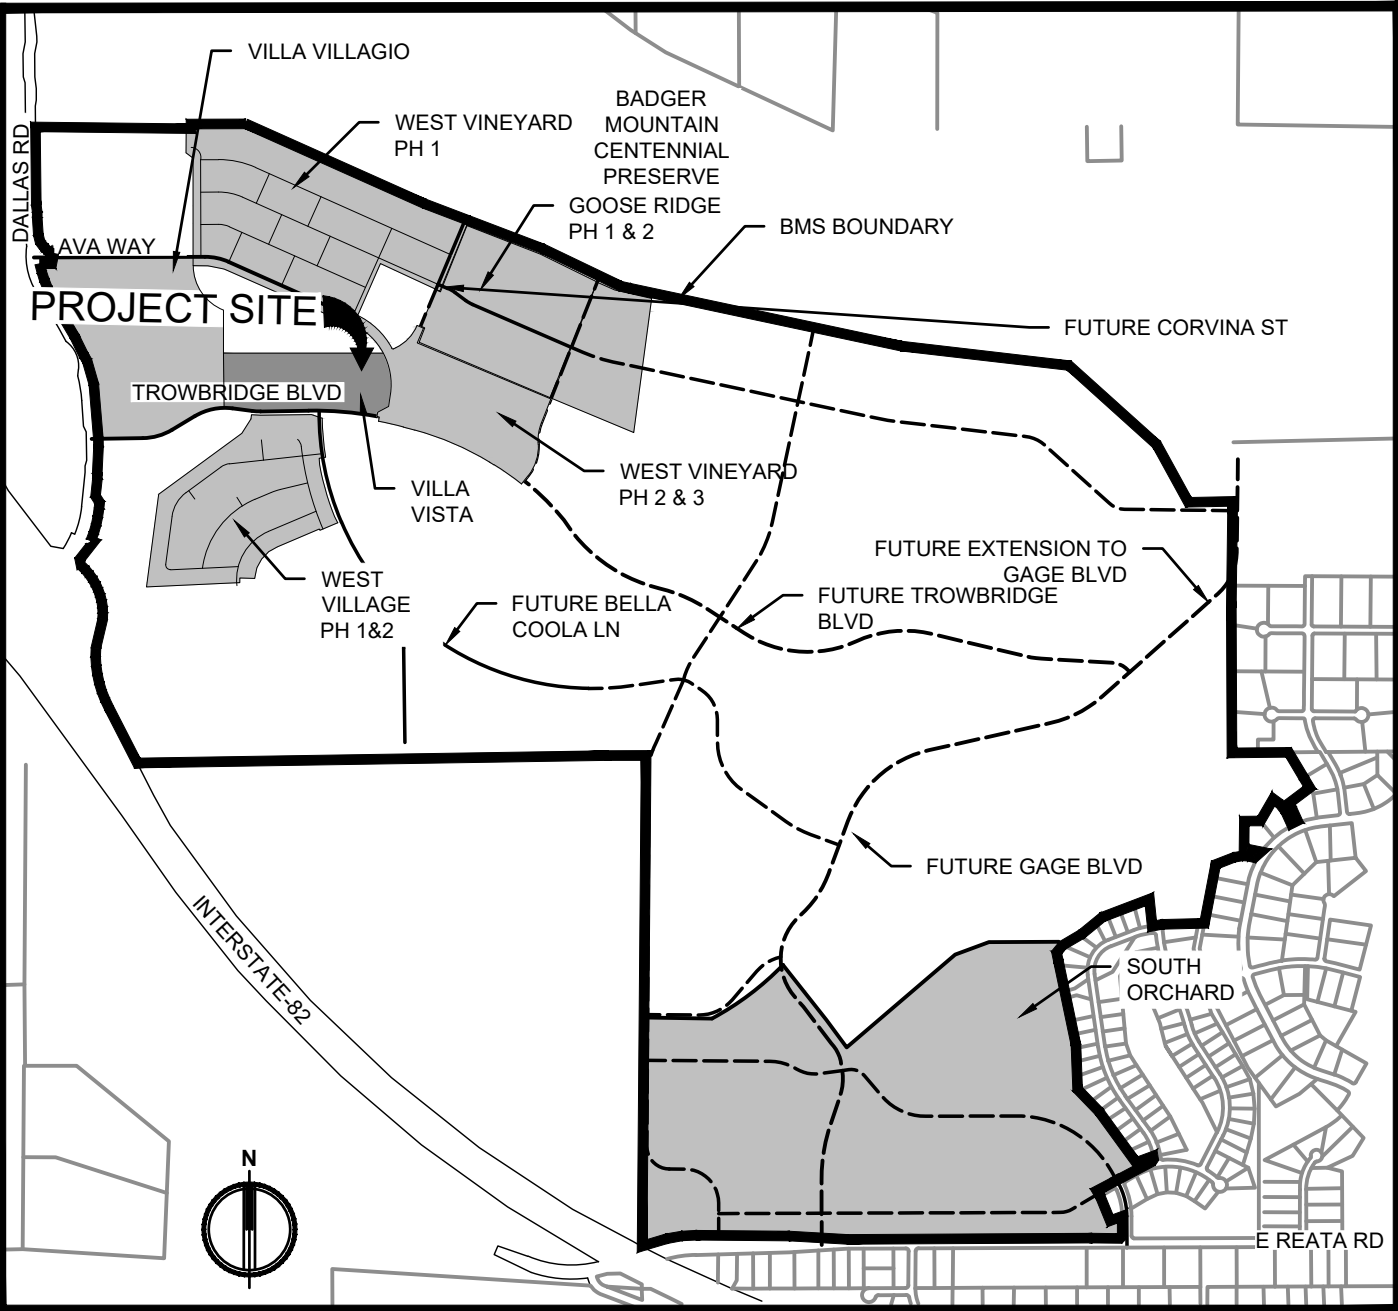 VILLA VILLAGIO
WEST VINEYARD
PH 1
BADGER
MOUNTAIN
CENTENNIAL
PRESERVE
GOOSE RIDGE
PH 1 & 2
BMS BOUNDARY
DALLAS RD
AVA WAY
PROJECT SITE
FUTURE CORVINA ST
TROWBRIDGE BLVD
WEST VINEYARD
PH 2 & 3
VILLA
VISTA
FUTURE EXTENSION TO
GAGE BLVD
WEST
VILLAGE
PH 1&2
FUTURE BELLA
COOLA LN
FUTURE TROWBRIDGE
BLVD
FUTURE GAGE BLVD
INTERSTATE-82
SOUTH
ORCHARD
N
E REATA RD